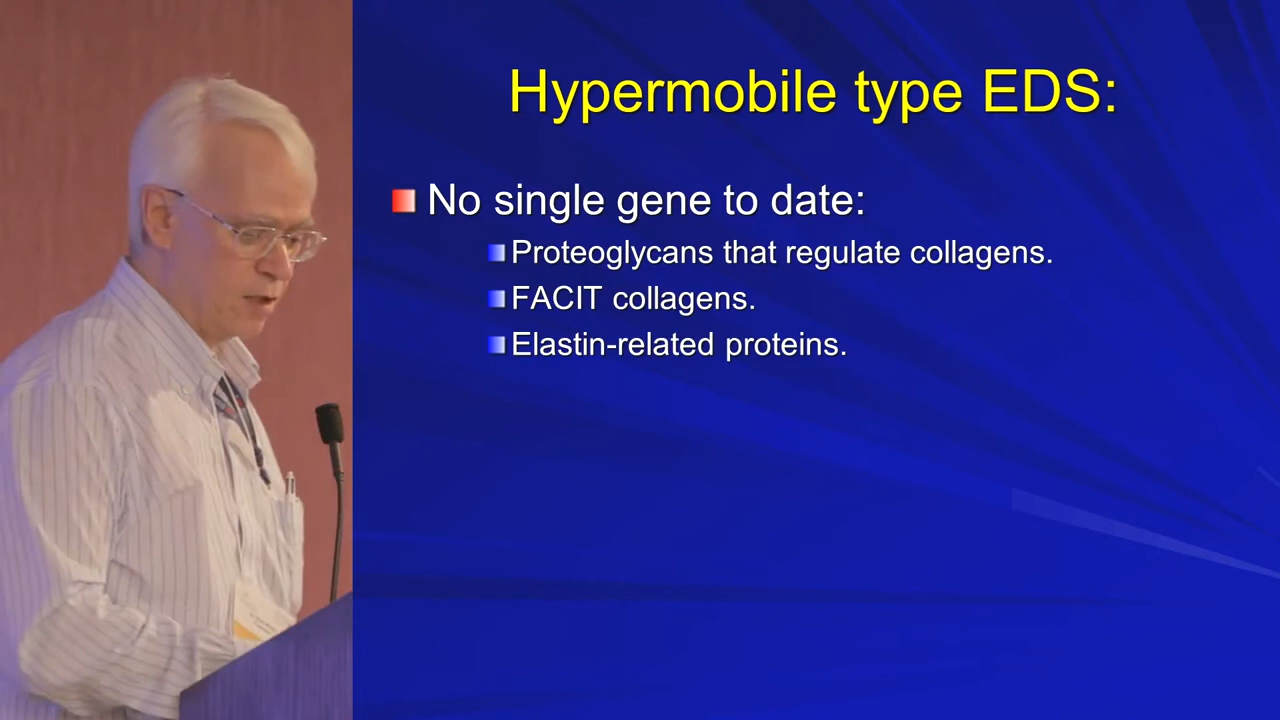 Hypermobile type EDS:
No single gene to date:
Proteoglycans that regulate collagens.
FACIT collagens.
Elastin-related proteins.